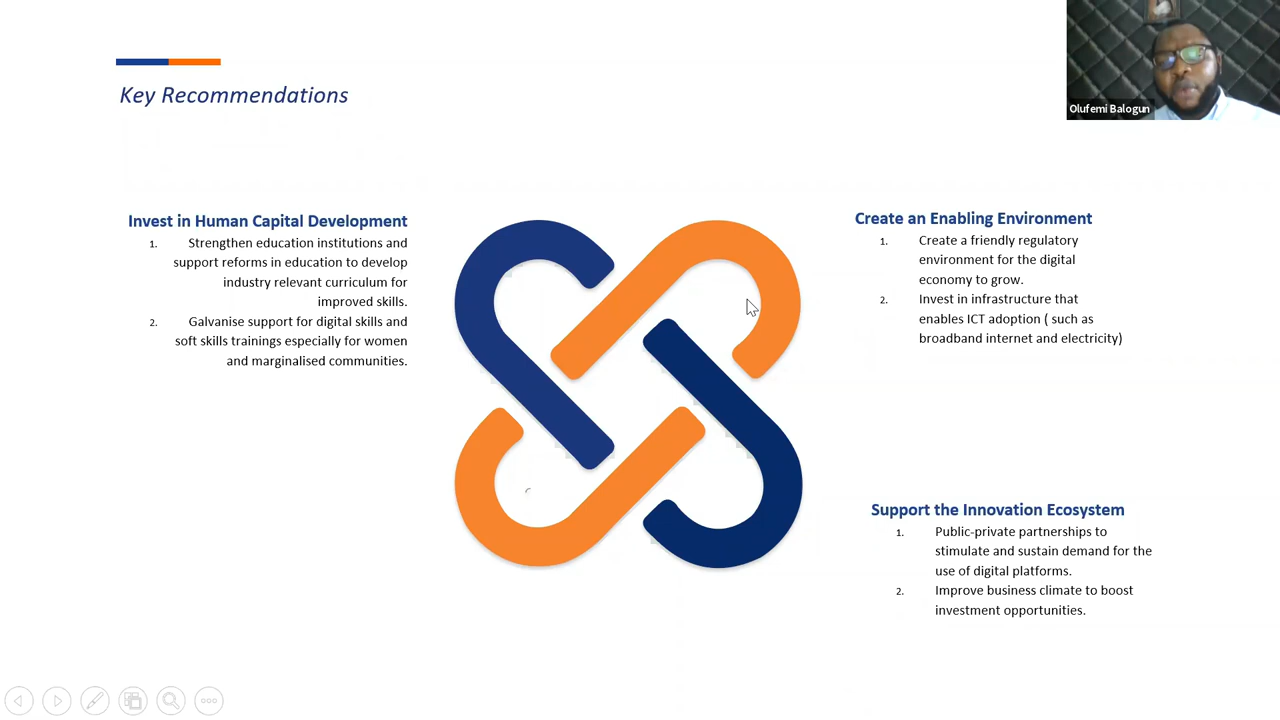 Olufemi Balogun
Key Recommendations
Invest in Human Capital Development
1. Strengthen education institutions and
support reforms in education to develop
industry relevant curriculum for
improved skills.
2. Galvanise support for digital skills and
soft skills trainings especially for women
and marginalised communities.
Create an Enabling Environment
1. Create a friendly regulatory
environment for the digital
economy to grow.
2. Invest in infrastructure that
enables ICT adoption ( such as
broadband internet and electricity)
Support the Innovation Ecosystem
1. Public-private partnerships to
stimulate and sustain demand for the
use of digital platforms.
2. Improve business climate to boost
investment opportunities.